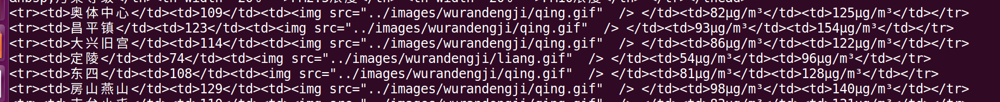 <tr><td>奥体中心</td><td>109</td><td><img src="../images/wurandengji/qing.gif"  /> </td><td>82μg/m³</td><td>125μg/m³</td></tr>
<tr><td>昌平镇</td><td>123</td><td><img src="../images/wurandengji/qing.gif"  /> </td><td>93μg/m³</td><td>154μg/m³</td></tr>
<tr><td>大兴旧宫</td><td>114</td><td><img src="../images/wurandengji/qing.gif"  /> </td><td>86μg/m³</td><td>122μg/m³</td></tr>
<tr><td>定陵</td><td>74</td><td><img src="../images/wurandengji/liang.gif"  /> </td><td>54μg/m³</td><td>96μg/m³</td></tr>
<tr><td>东四</td><td>108</td><td><img src="../images/wurandengji/qing.gif"  /> </td><td>81μg/m³</td><td>128μg/m³</td></tr>
<tr><td>房山燕山</td><td>129</td><td><img src="../images/wurandengji/qing.gif"  /> </td><td>98μg/m³</td><td>140μg/m³</td></tr>